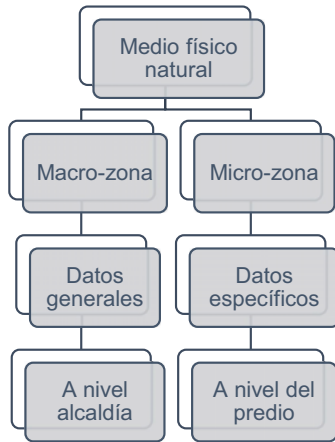 Medio físico
natural
Macro-zona
Micro-zona
Datos
generales
Datos
específicos
A nivel
alcaldía
A nivel del
predio